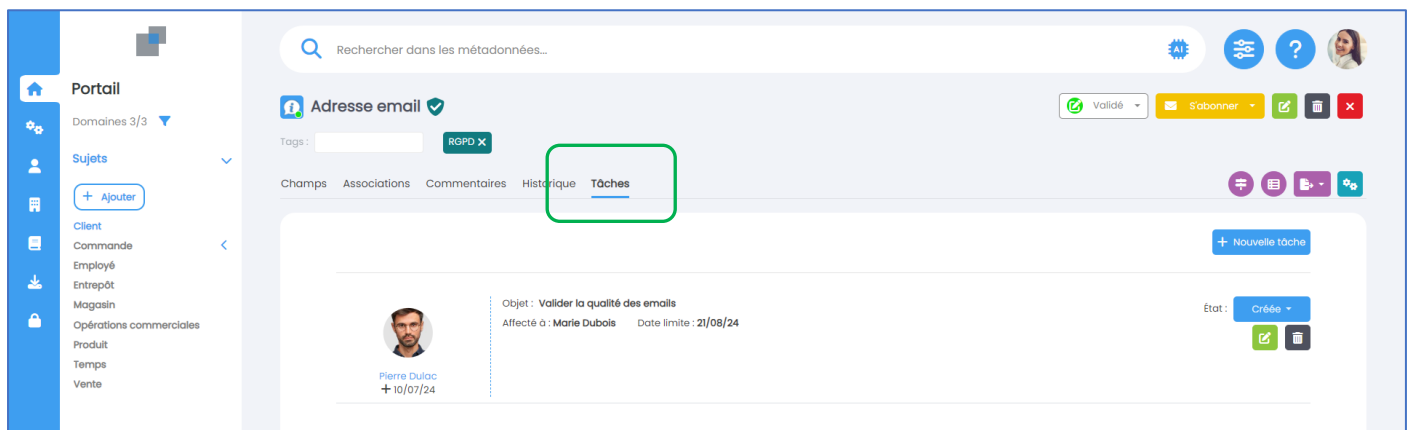 Rechercher dans les métadonnées...
AI
?
Portail
Domaines 3/3
Sujets
+ Ajouter
Client
Commande
Employé
Entrepôt
Magasin
Opérations commerciales
Produit
Temps
Vente
Adresse email
Validé
S'abonner
Tags :
RGPD X
Champs Associations Commentaires Historique Tâches
+ Nouvelle tâche
Objet : Valider la qualité des emails
Affecté à : Marie Dubois Date limite : 21/08/24
État : Créée
Pierre Dulac
+ 10/07/24